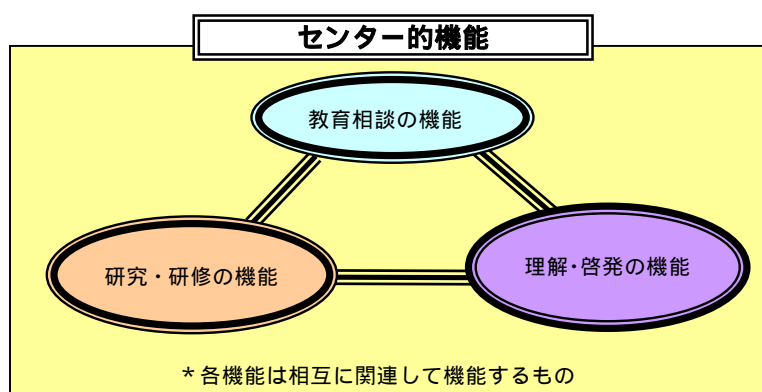 センター的機能
教育相談の機能
研究・研修の機能
理解・啓発の機能
*各機能は相互に関連して機能するもの